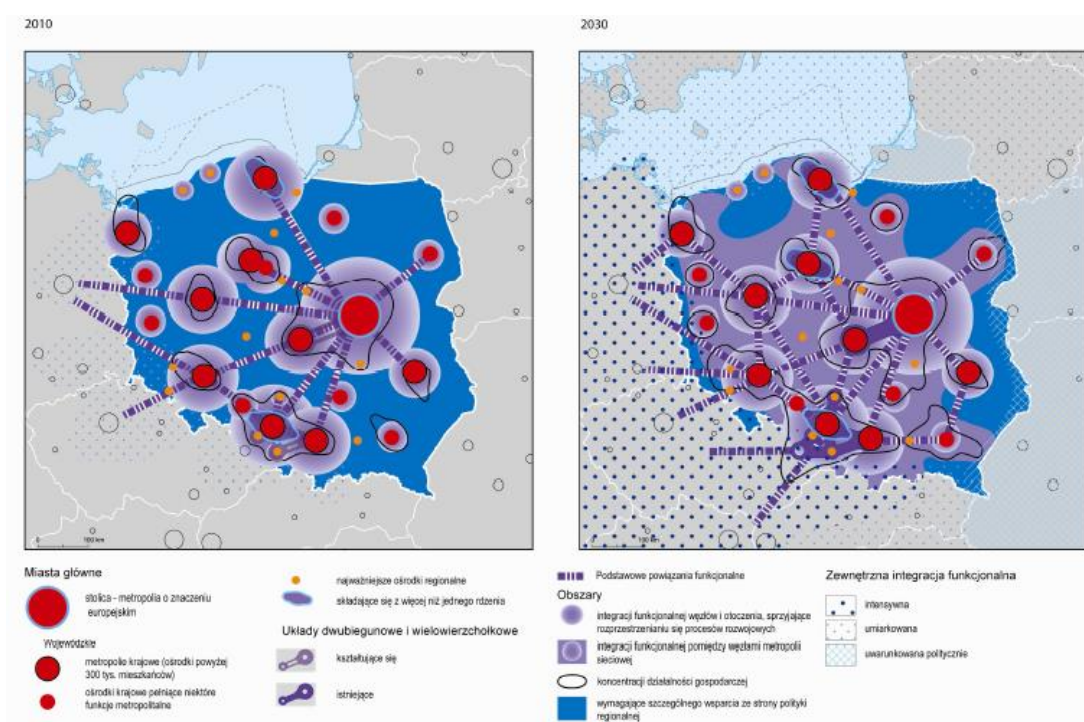 2010
2030
100 km
100 km
Miasta główne
stolica - metropolia o znaczeniu
europejskim
Wojewódzkie
metropolie krajowe (ośrodki powyżej
300 tys. mieszkańców)
ośrodki krajowe pełniące niektóre
funkcje metropolitalne
najważniejsze ośrodki regionalne
składające się z więcej niż jednego rdzenia
Układy dwubiegunowe i wielowierzchołkowe
kształtujące się
istniejące
Podstawowe powiązania funkcjonalne
Obszary
integracji funkcjonalnej węzłów i otoczenia, sprzyjające
rozprzestrzenianiu się procesów rozwojowych
integracji funkcjonalnej pomiędzy węzłami metropolii
sieciowej
koncentracji działalności gospodarczej
wymagające szczególnego wsparcia ze strony polityki
regionalnej
Zewnętrzna integracja funkcjonalna
intensywna
umiarkowana
uwarunkowana politycznie